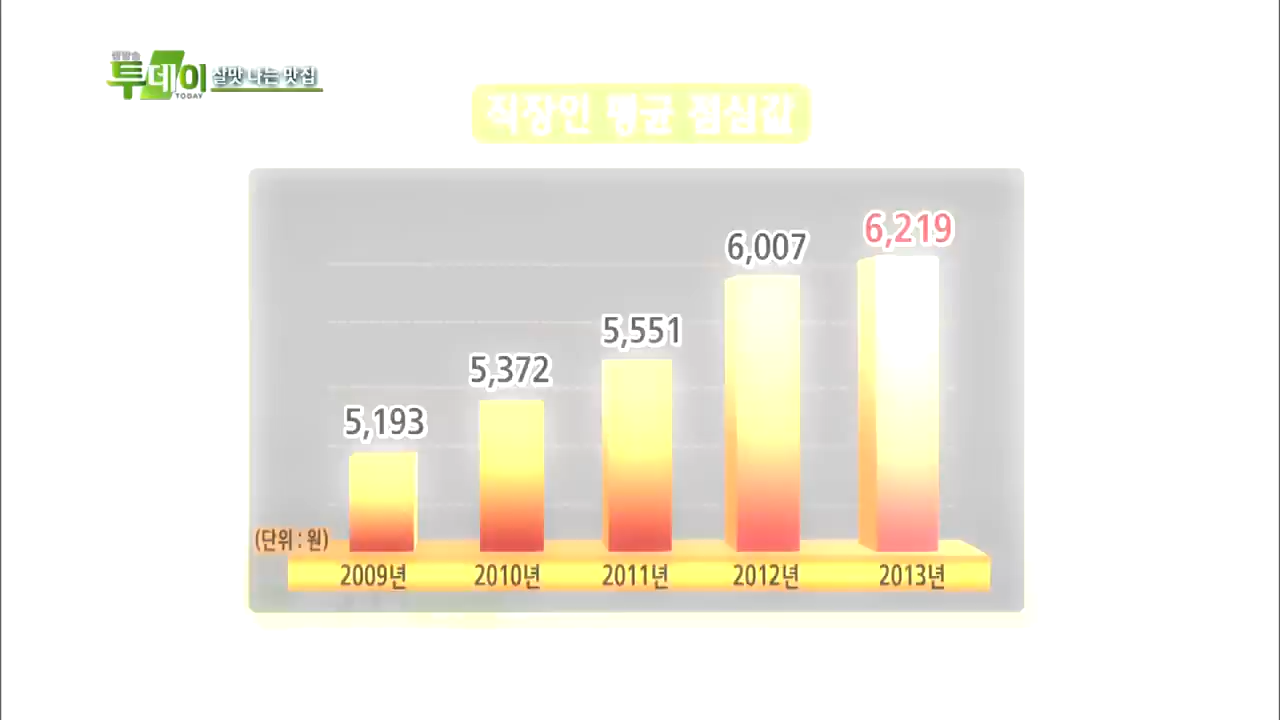 생방송
투데이
TODAY
살맛 나는 맛집
직장인 평균 점심값
6,219
6,007
5,551
5,372
5,193
(단위 : 원)
2009년 2010년 2011년 2012년 2013년